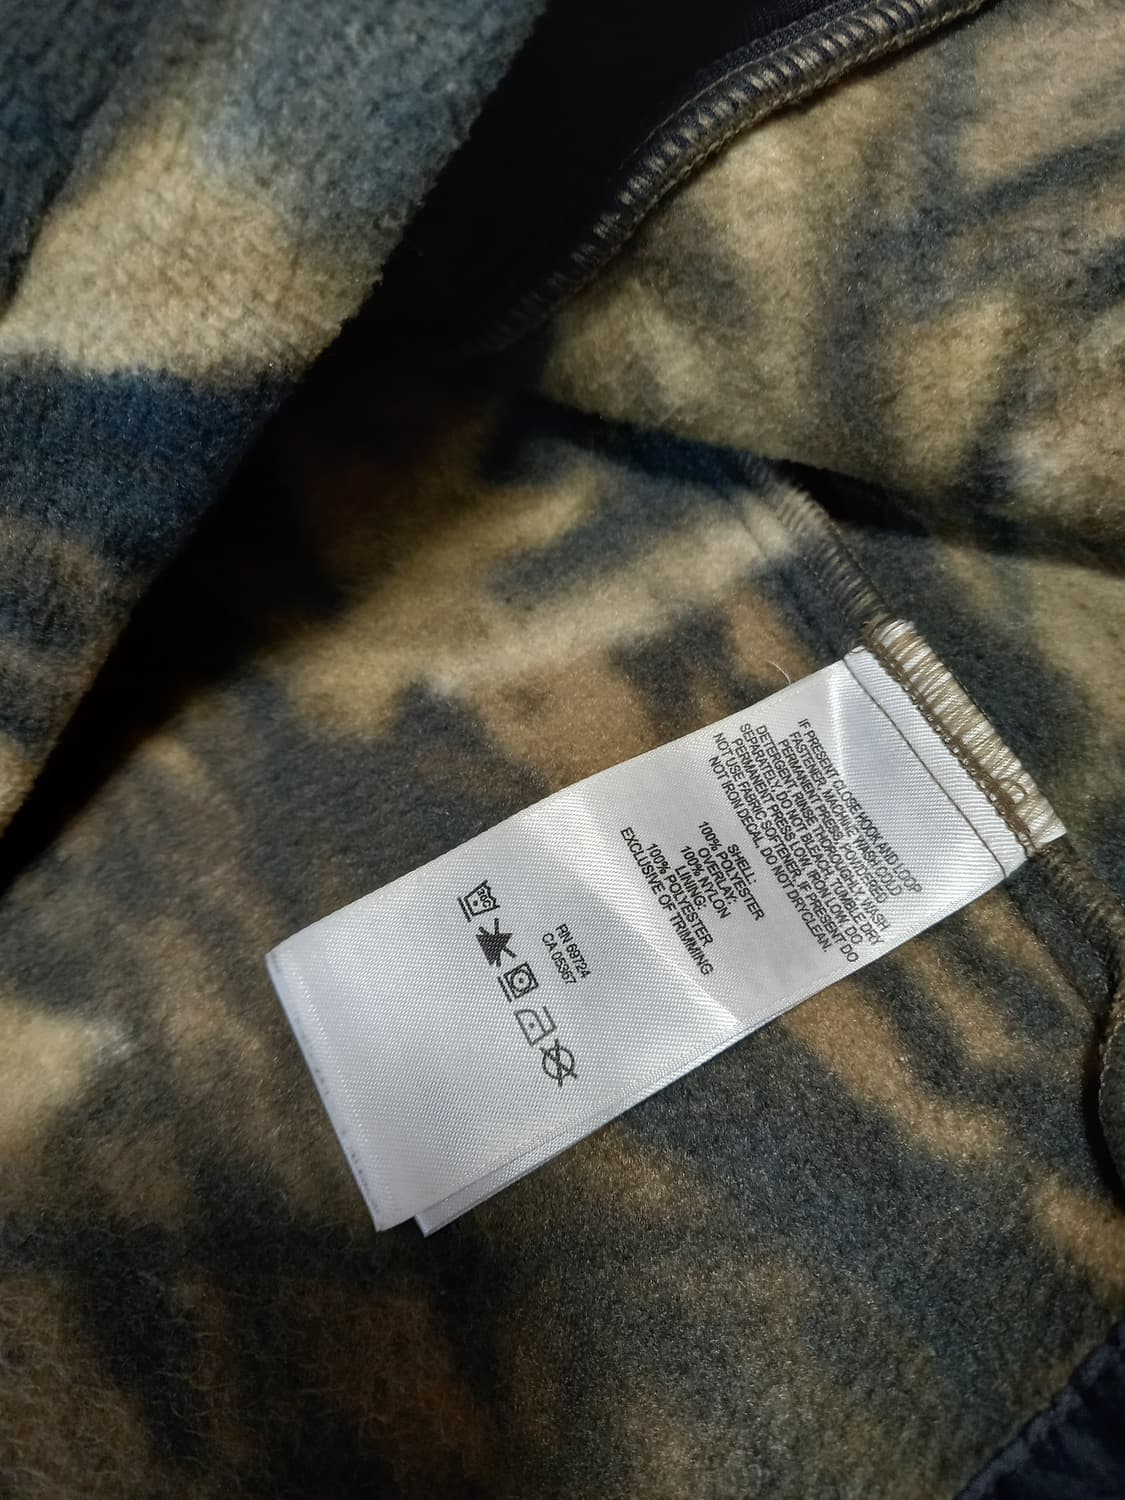 IF PRESENT CLOSE HOOK AND LOOP
FASTENER MACHINE WASH COLD
PERMANENT PRESS. POWDERED
DETERGENT. RINSE THOROUGHLY. WASH
SEPARATELY. DO NOT BLEACH. TUMBLE DRY
PERMANENT PRESS LOW, IRON LOW, DO
NOT USE FABRIC SOFTENER. IF PRESENT DO
NOT IRON DECAL. DO NOT DRYCLEAN.
SHELL:
100% POLYESTER
OVERLAY:
100% NYLON
LINING:
100% POLYESTER
EXCLUSIVE OF TRIMMING
RN 69724
CA 05367